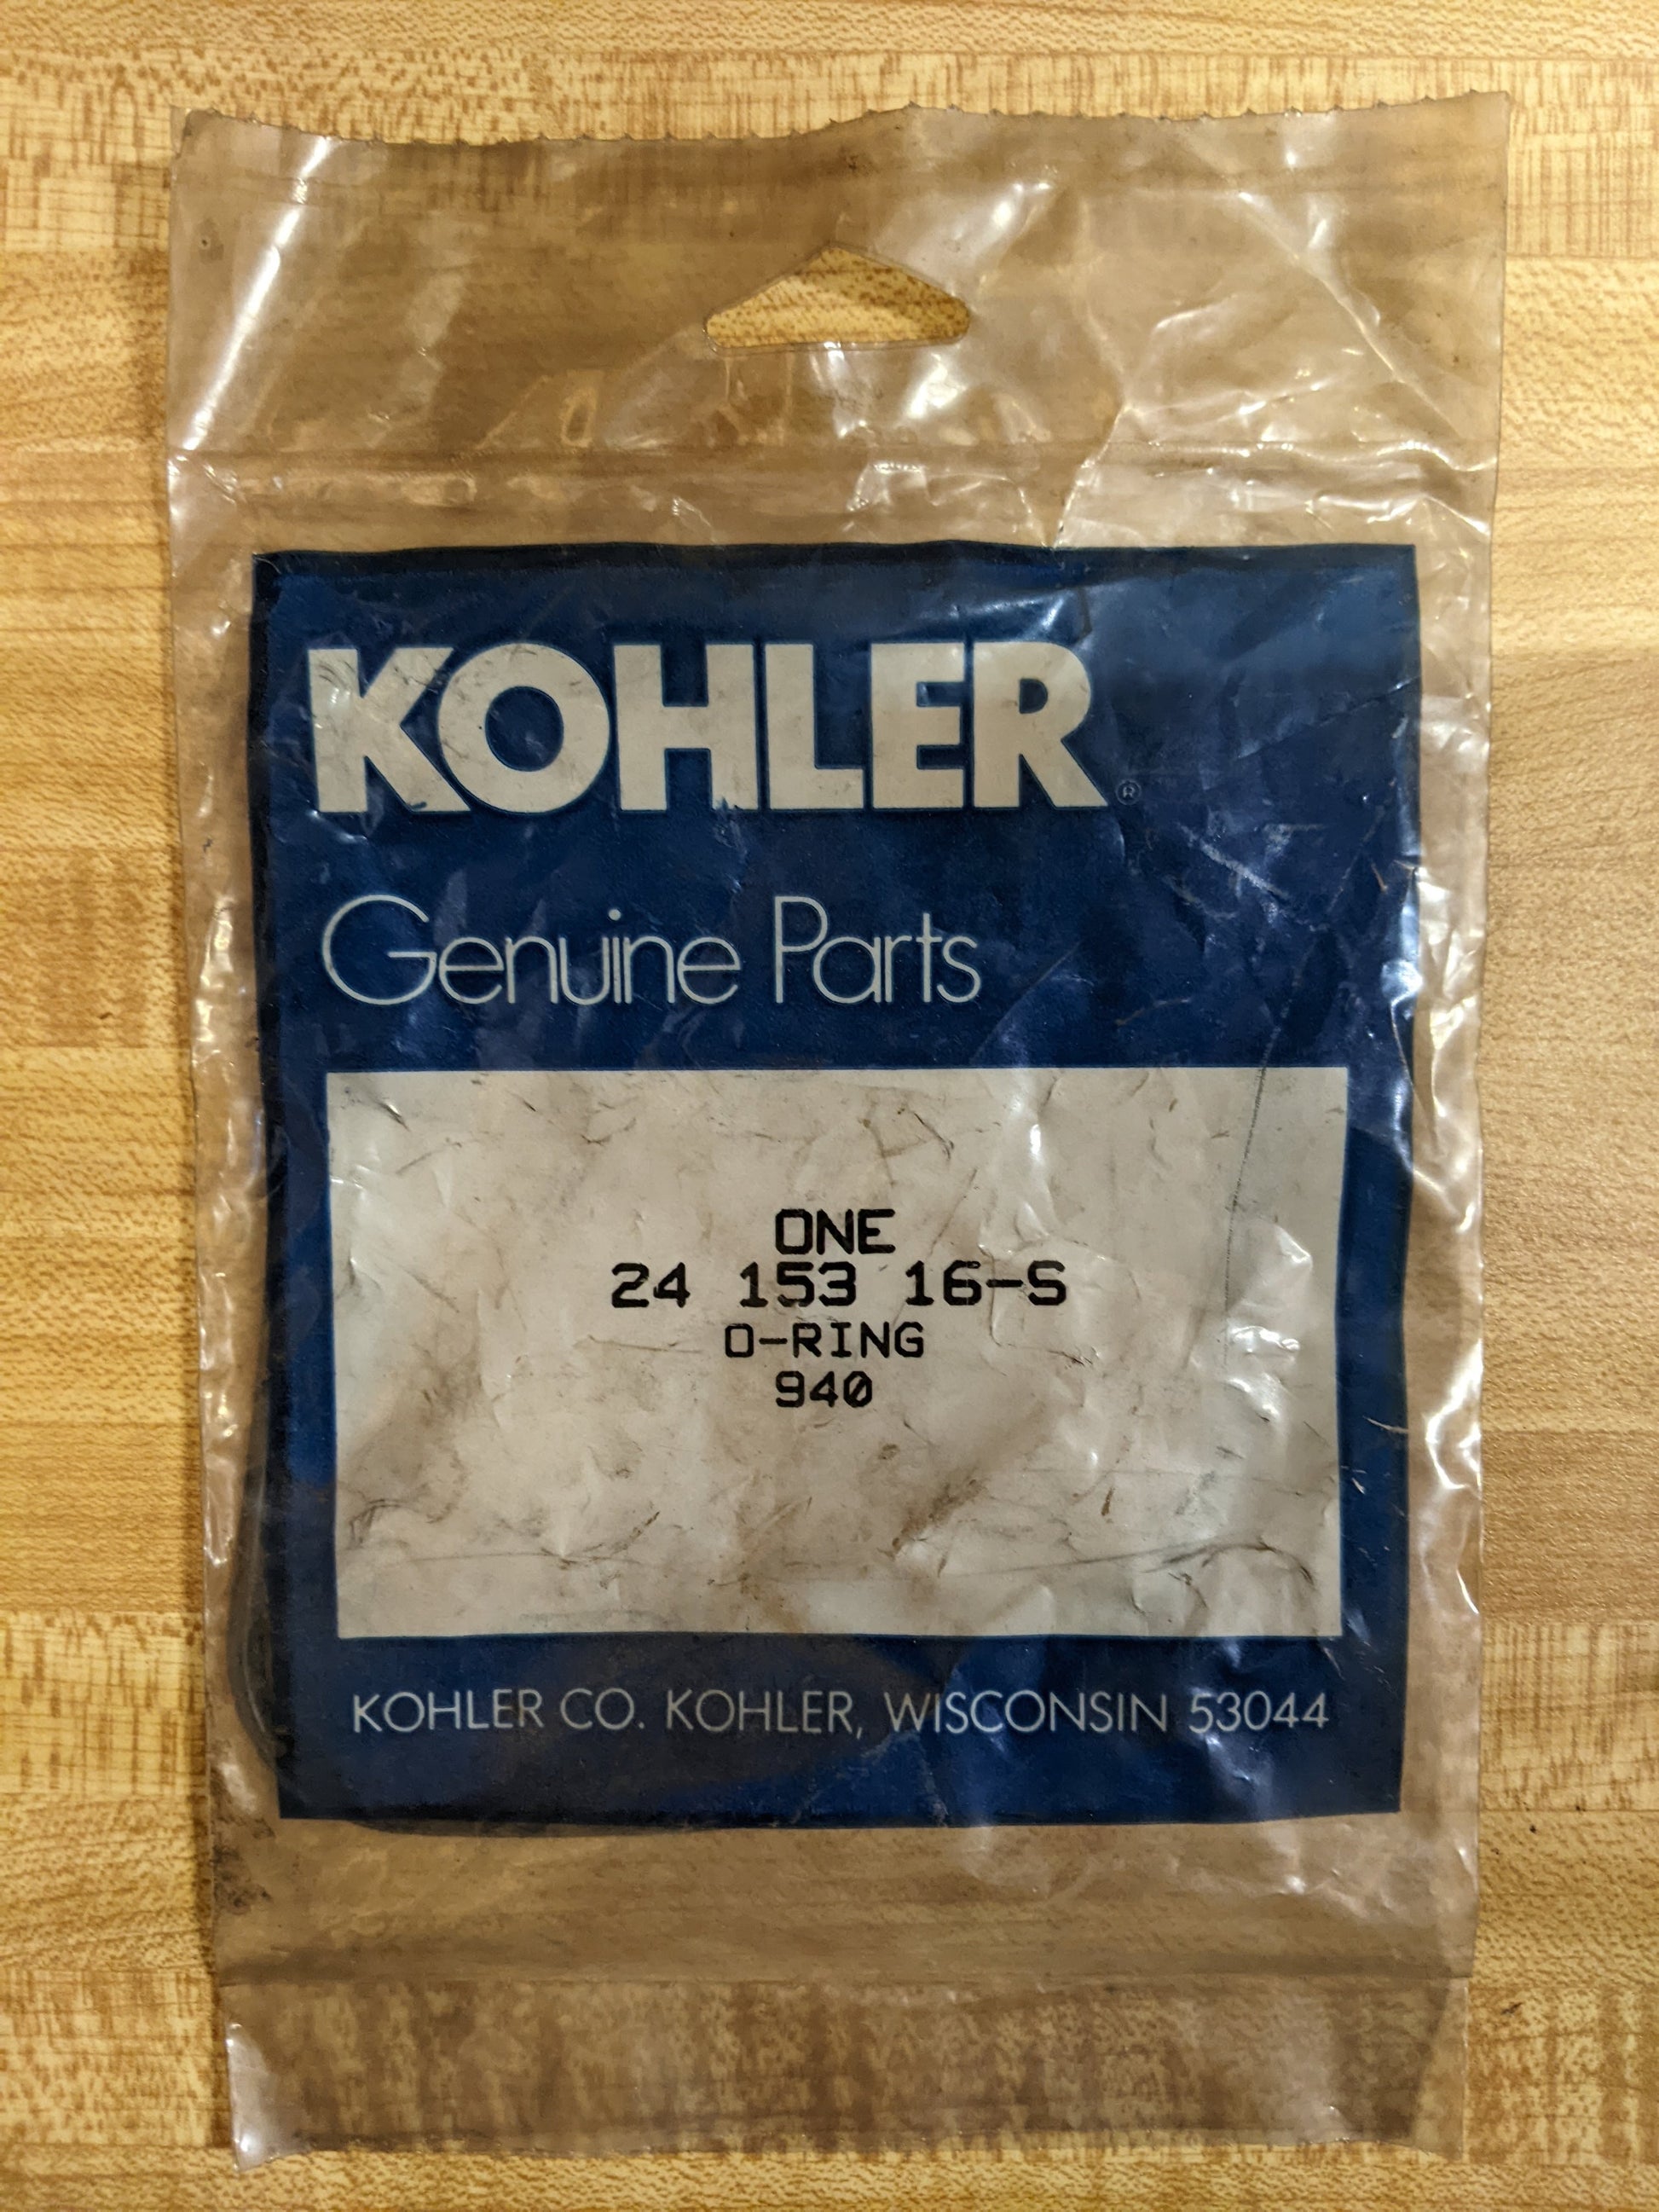 KOHLER®
Genuine Parts
ONE
24 153 16-S
O-RING
940
KOHLER CO. KOHLER, WISCONSIN 53044